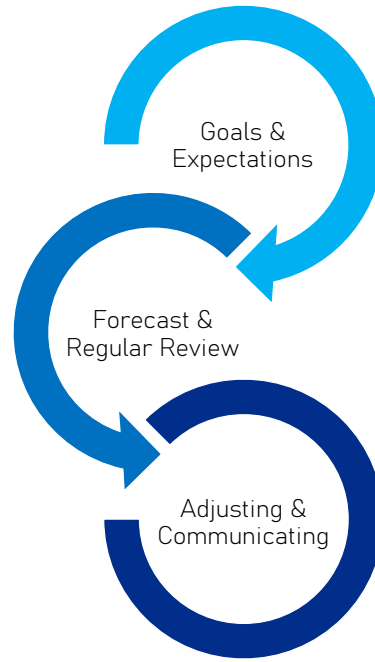 Goals &
Expectations
Forecast &
Regular Review
Adjusting &
Communicating